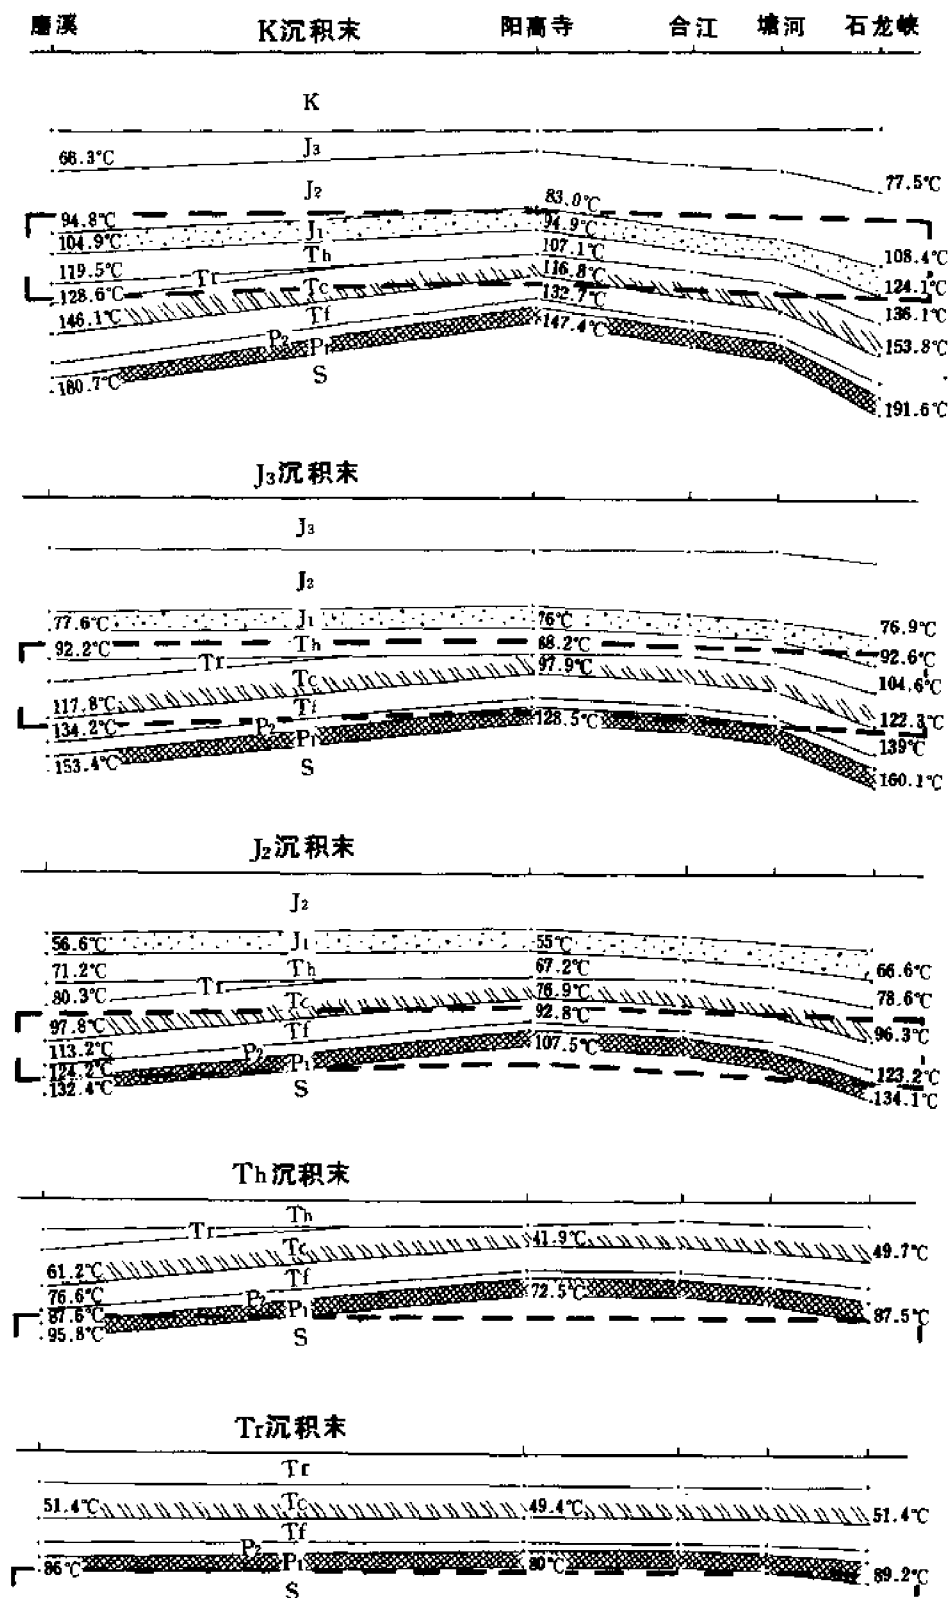 磨溪 K沉积末 阳高寺 合江 塘河 石龙峡
K
J₃
66.3℃
77.5℃
J₂
83.0℃
94.8℃ 94.9℃
104.9℃ J₁
Th 107.1℃ 108.4℃
119.5℃ Tr 116.8℃ 124.1℃
128.6℃ Tc 132.7℃ 136.1℃
146.1℃ Tf 147.4℃ 153.8℃
P₂ P₁
180.7℃ S 191.6℃
J₃沉积末
J₃
J₂
77.6℃ J₁ 76℃ 76.9℃
92.2℃ Th 88.2℃ 92.6℃
Tr Tc 97.9℃ 104.6℃
117.8℃ Tf 122.3℃
134.2℃ P₂ P₁ 128.5℃ 139℃
153.4℃ S 160.1℃
J₂沉积末
J₂
56.6℃ J₁ 55℃
71.2℃ Th 67.2℃ 66.6℃
80.3℃ Tr Tc 76.9℃ 78.6℃
97.8℃ Tf 92.8℃ 96.3℃
113.2℃ P₂ P₁ 107.5℃
124.2℃ 123.2℃
132.4℃ S 134.1℃
Th沉积末
Th
Tr Tc 41.9℃ 49.7℃
61.2℃ Tf
76.6℃ P₂ 72.5℃
87.6℃ P₁ 87.5℃
95.8℃ S
Tr沉积末
Tr
51.4℃ Tc 49.4℃ 51.4℃
Tf
P₂
86℃ P₁ 80℃ 89.2℃
S